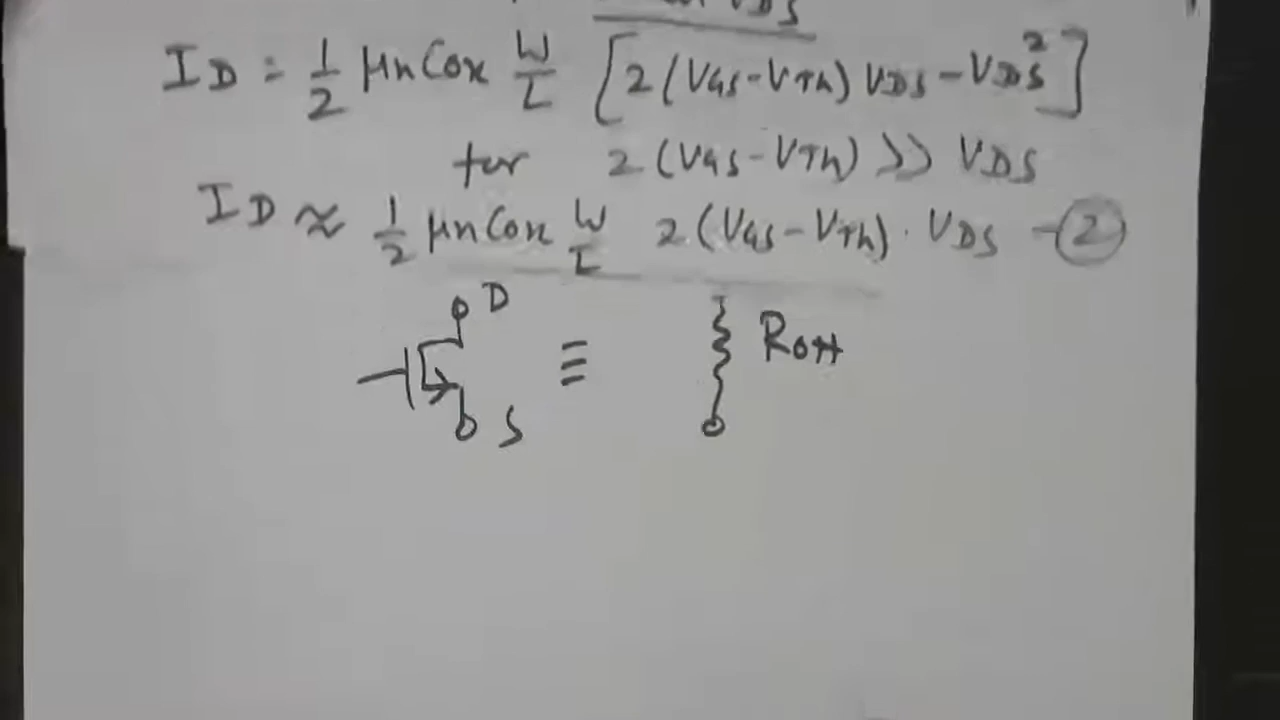 VDS
ID = 1/2 μnCox W/L [2(VGS-VTh) VDS-VDS²]
for 2(VGS-VTh) >> VDS
ID ≈ 1/2 μnCox W/L 2(VGS-VTh) · VDS -②
D
≡ Ron
S